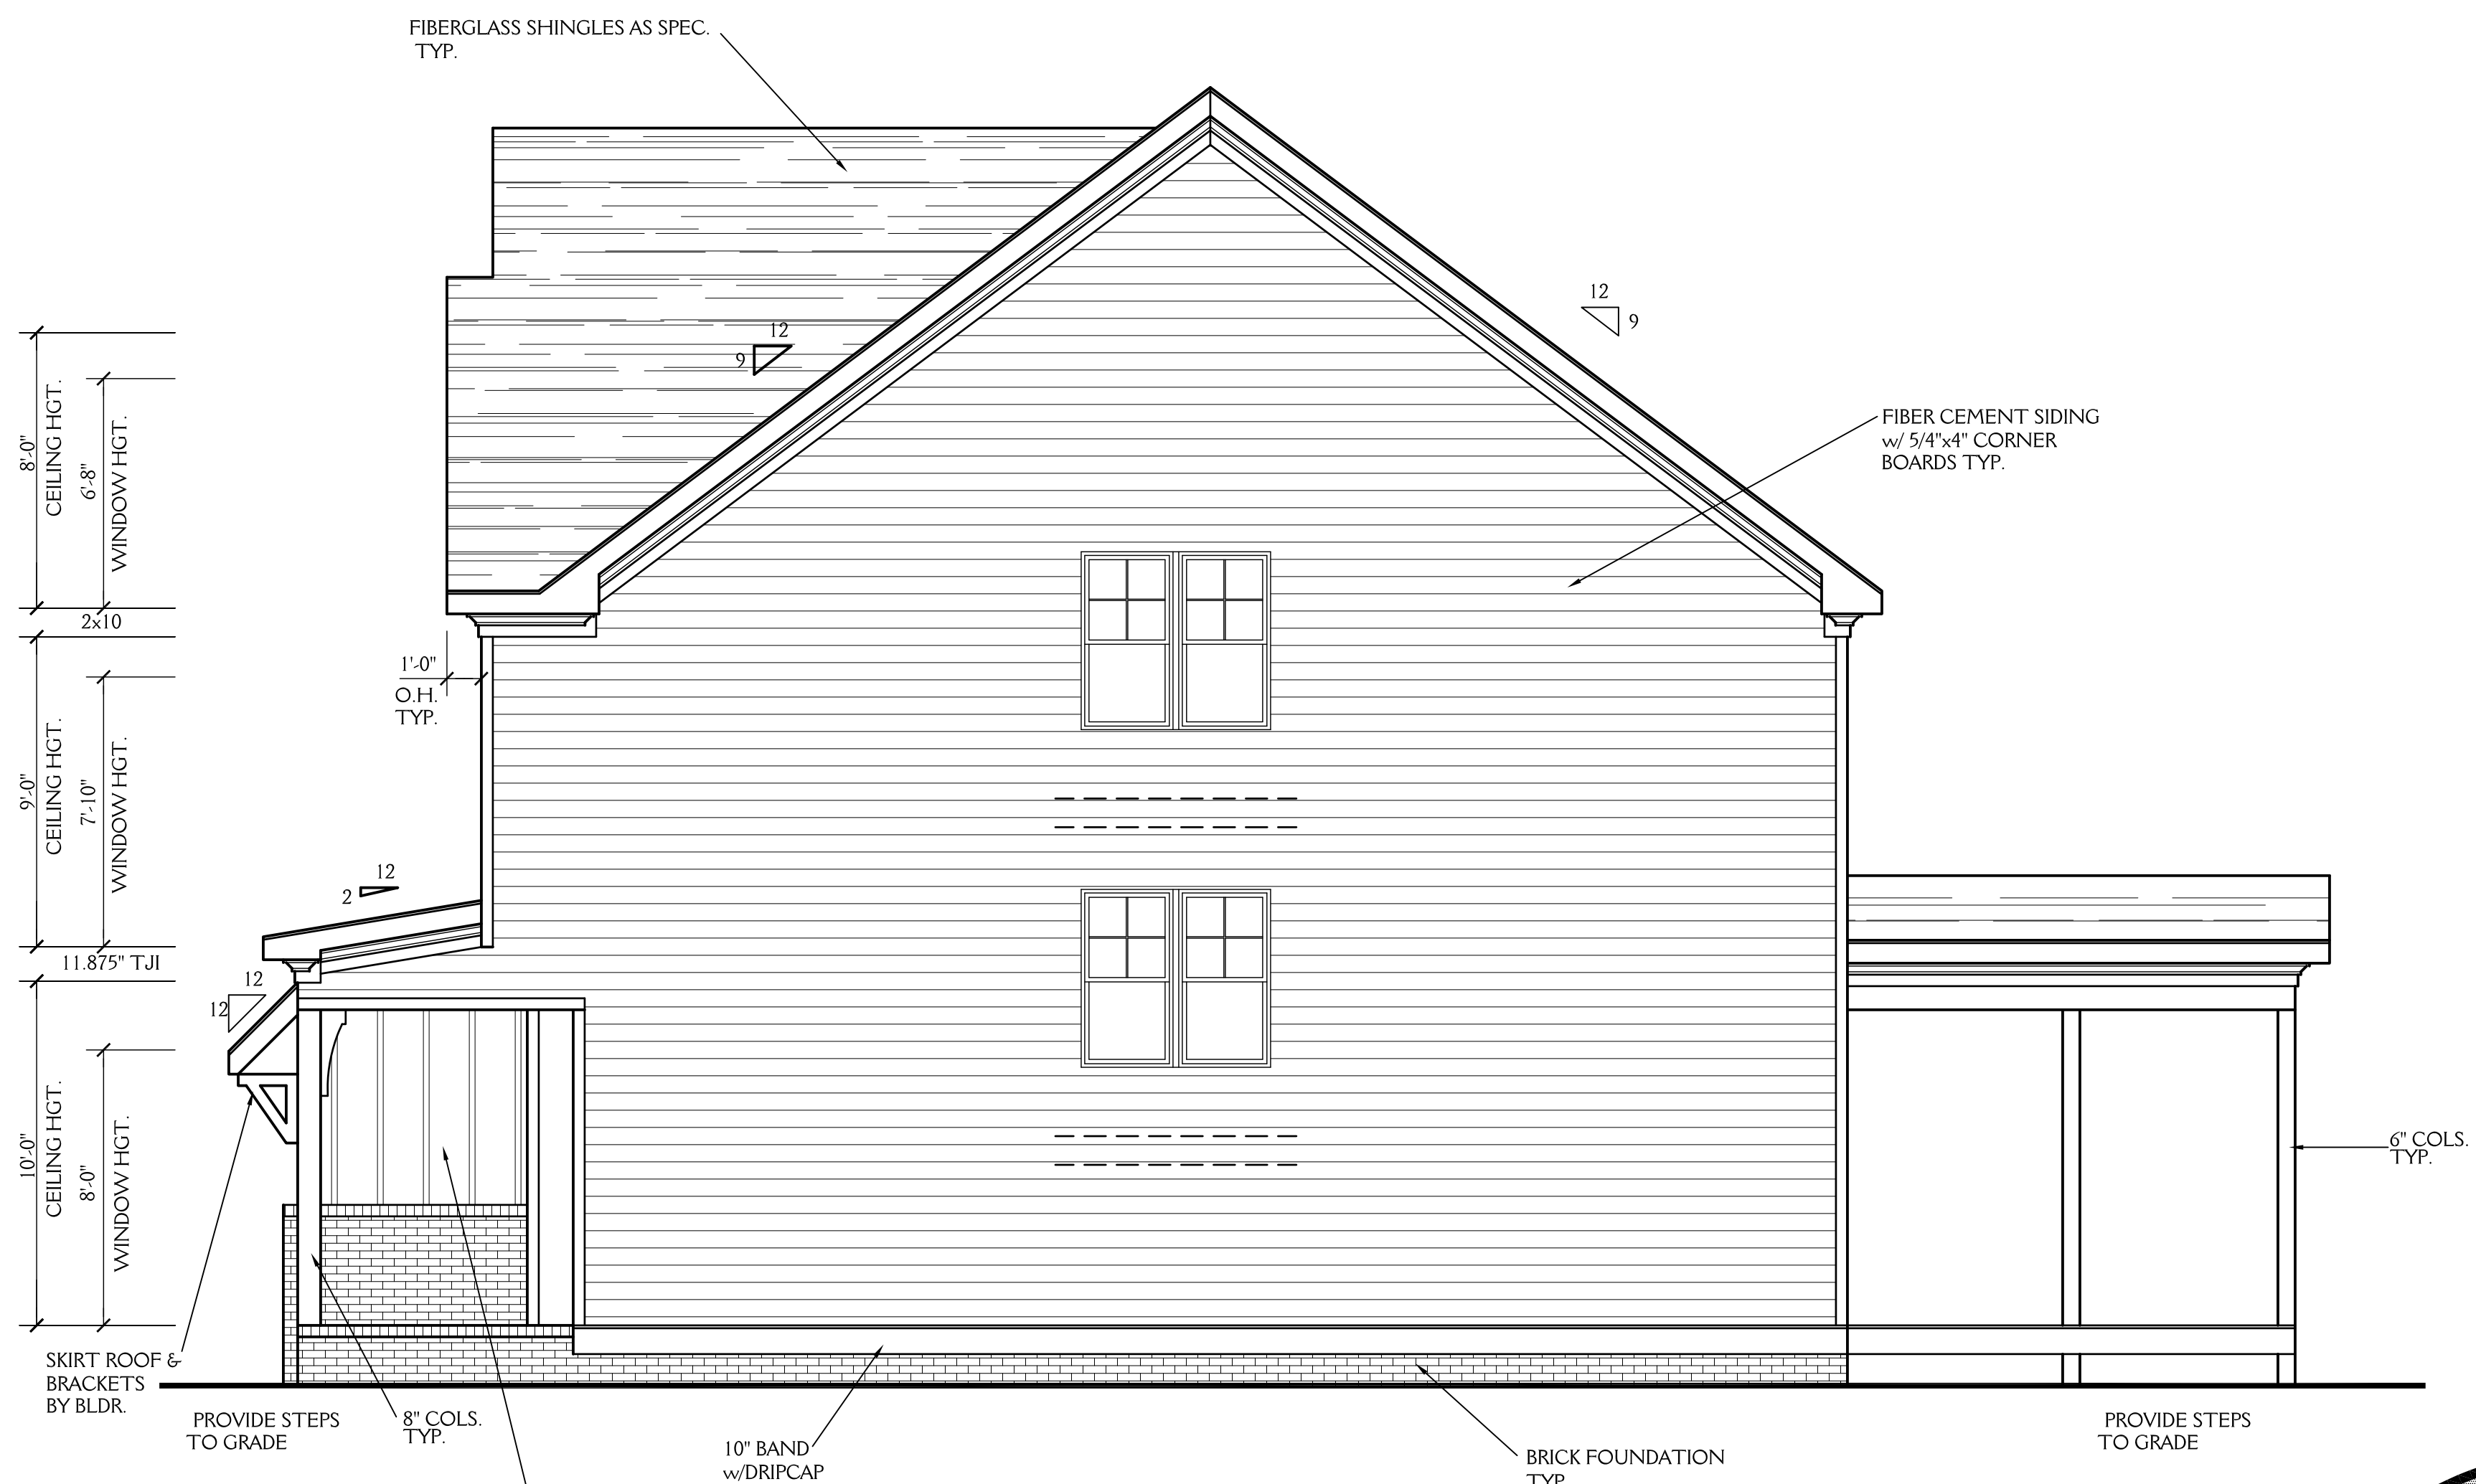 FIBERGLASS SHINGLES AS SPEC.
TYP.
12
9
12
9
FIBER CEMENT SIDING
w/ 5/4"x4" CORNER
BOARDS TYP.
8'-0"
CEILING HGT.
6'-8"
WINDOW HGT.
2x10
1'-0"
O.H.
TYP.
9'-0"
CEILING HGT.
7'-10"
WINDOW HGT.
12
2
11.875" TJI
12
12
10'-0"
CEILING HGT.
8'-0"
WINDOW HGT.
6" COLS.
TYP.
SKIRT ROOF &
BRACKETS
BY BLDR.
PROVIDE STEPS
TO GRADE
8" COLS.
TYP.
10" BAND
w/DRIPCAP
BRICK FOUNDATION
TYP
PROVIDE STEPS
TO GRADE